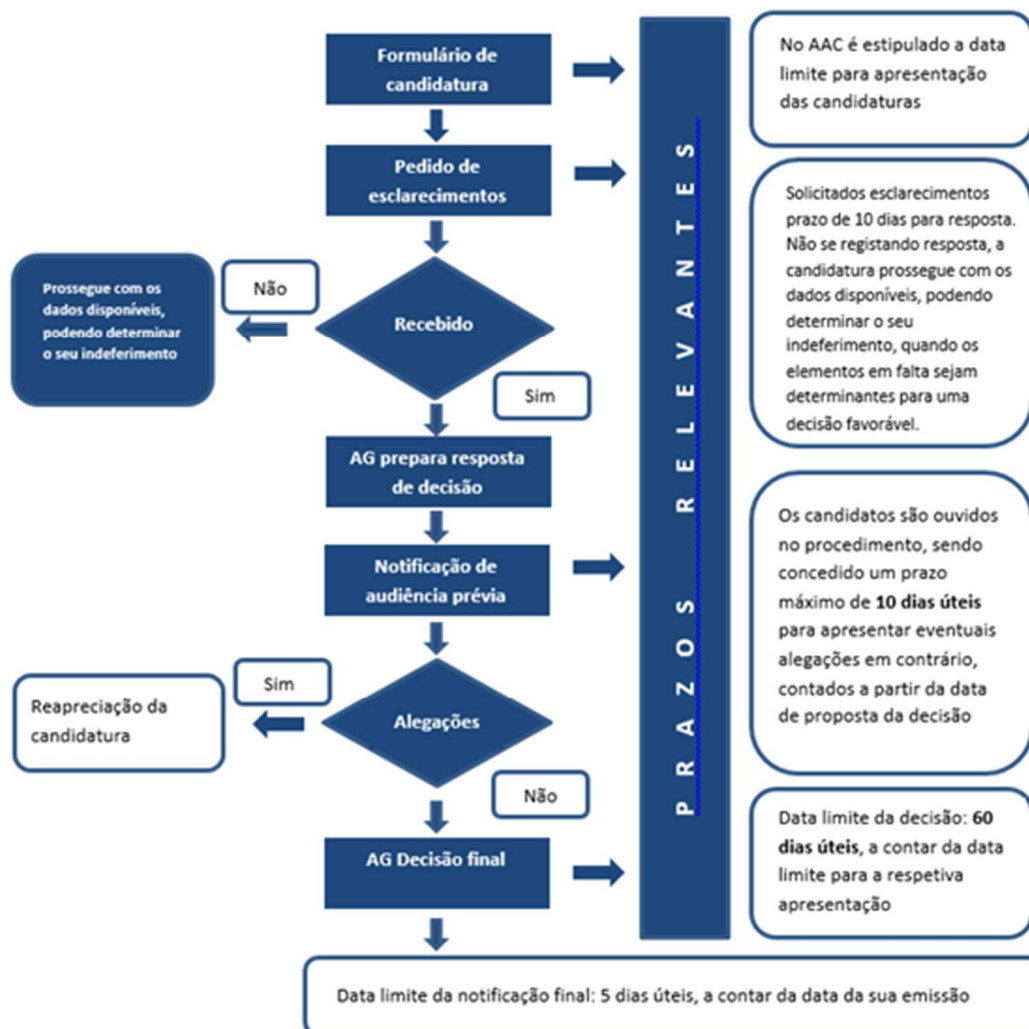 Formulário de
candidatura
No AAC é estipulado a data
limite para apresentação
das candidaturas
Pedido de
esclarecimentos
Solicitados esclarecimentos
prazo de 10 dias para resposta.
Não se registando resposta, a
candidatura prossegue com os
dados disponíveis, podendo
determinar o seu
indeferimento, quando os
elementos em falta sejam
determinantes para uma
decisão favorável.
Recebido
Não
Prossegue com os
dados disponíveis,
podendo determinar
o seu indeferimento
Sim
AG prepara resposta
de decisão
Notificação de
audiência prévia
Os candidatos são ouvidos
no procedimento, sendo
concedido um prazo
máximo de 10 dias úteis
para apresentar eventuais
alegações em contrário,
contados a partir da data
de proposta da decisão
Alegações
Sim
Reapreciação da
candidatura
Não
AG Decisão final
Data limite da decisão: 60
dias úteis, a contar da data
limite para a respetiva
apresentação
PRAZOS RELEVANTES
Data limite da notificação final: 5 dias úteis, a contar da data da sua emissão